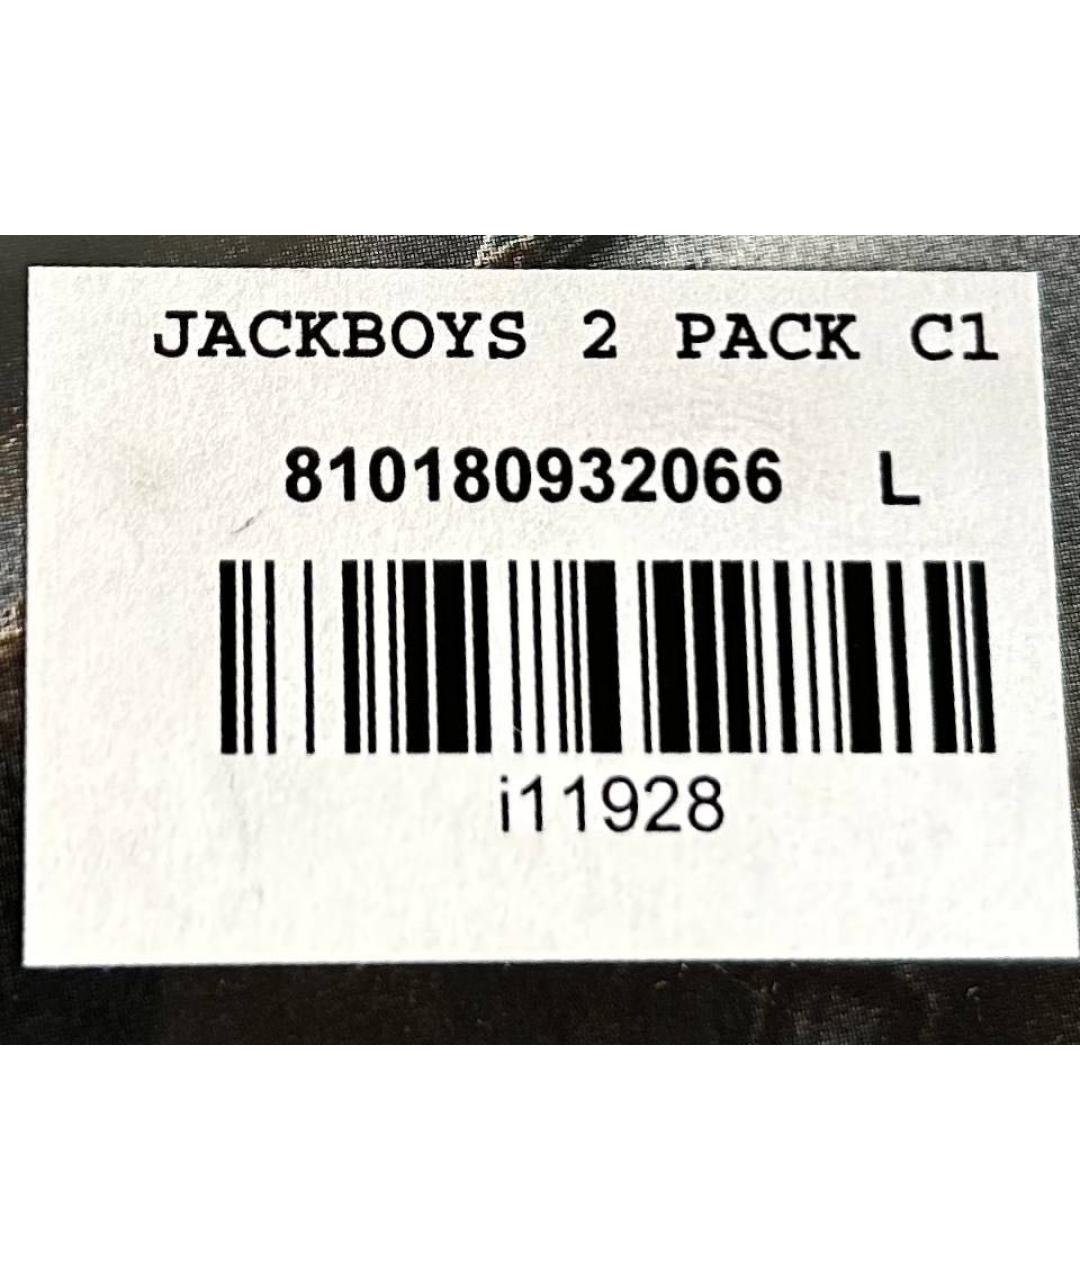 JACKBOYS 2 PACK C1
810180932066 L
i11928